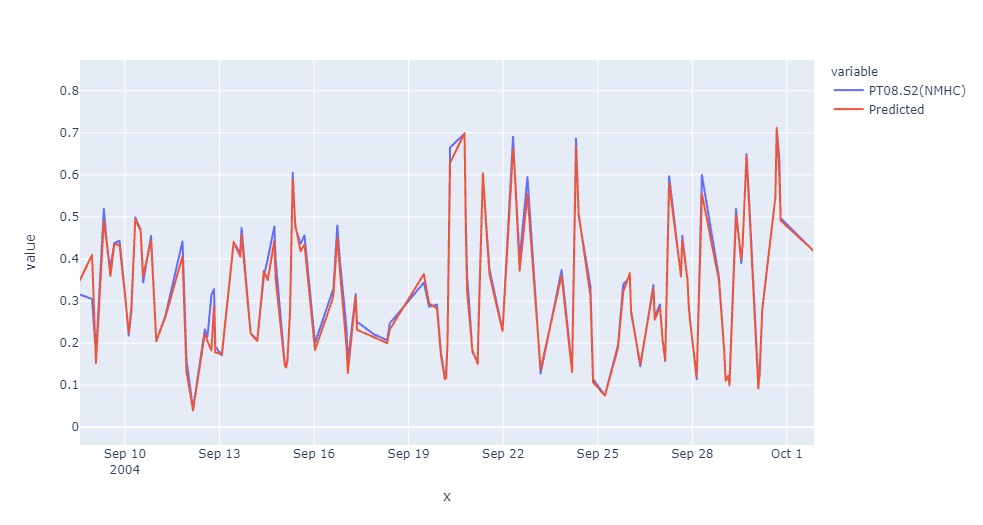 variable
PT08.S2(NMHC)
Predicted
value
0.8
0.7
0.6
0.5
0.4
0.3
0.2
0.1
0
Sep 10
2004
Sep 13
Sep 16
Sep 19
Sep 22
Sep 25
Sep 28
Oct 1
x